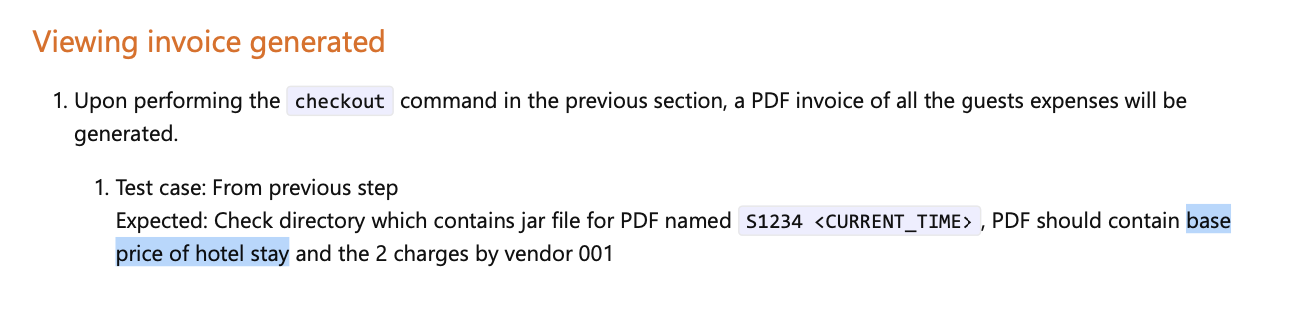 Viewing invoice generated
1. Upon performing the checkout command in the previous section, a PDF invoice of all the guests expenses will be
generated.
1. Test case: From previous step
Expected: Check directory which contains jar file for PDF named S1234 <CURRENT_TIME>, PDF should contain base
price of hotel stay and the 2 charges by vendor 001